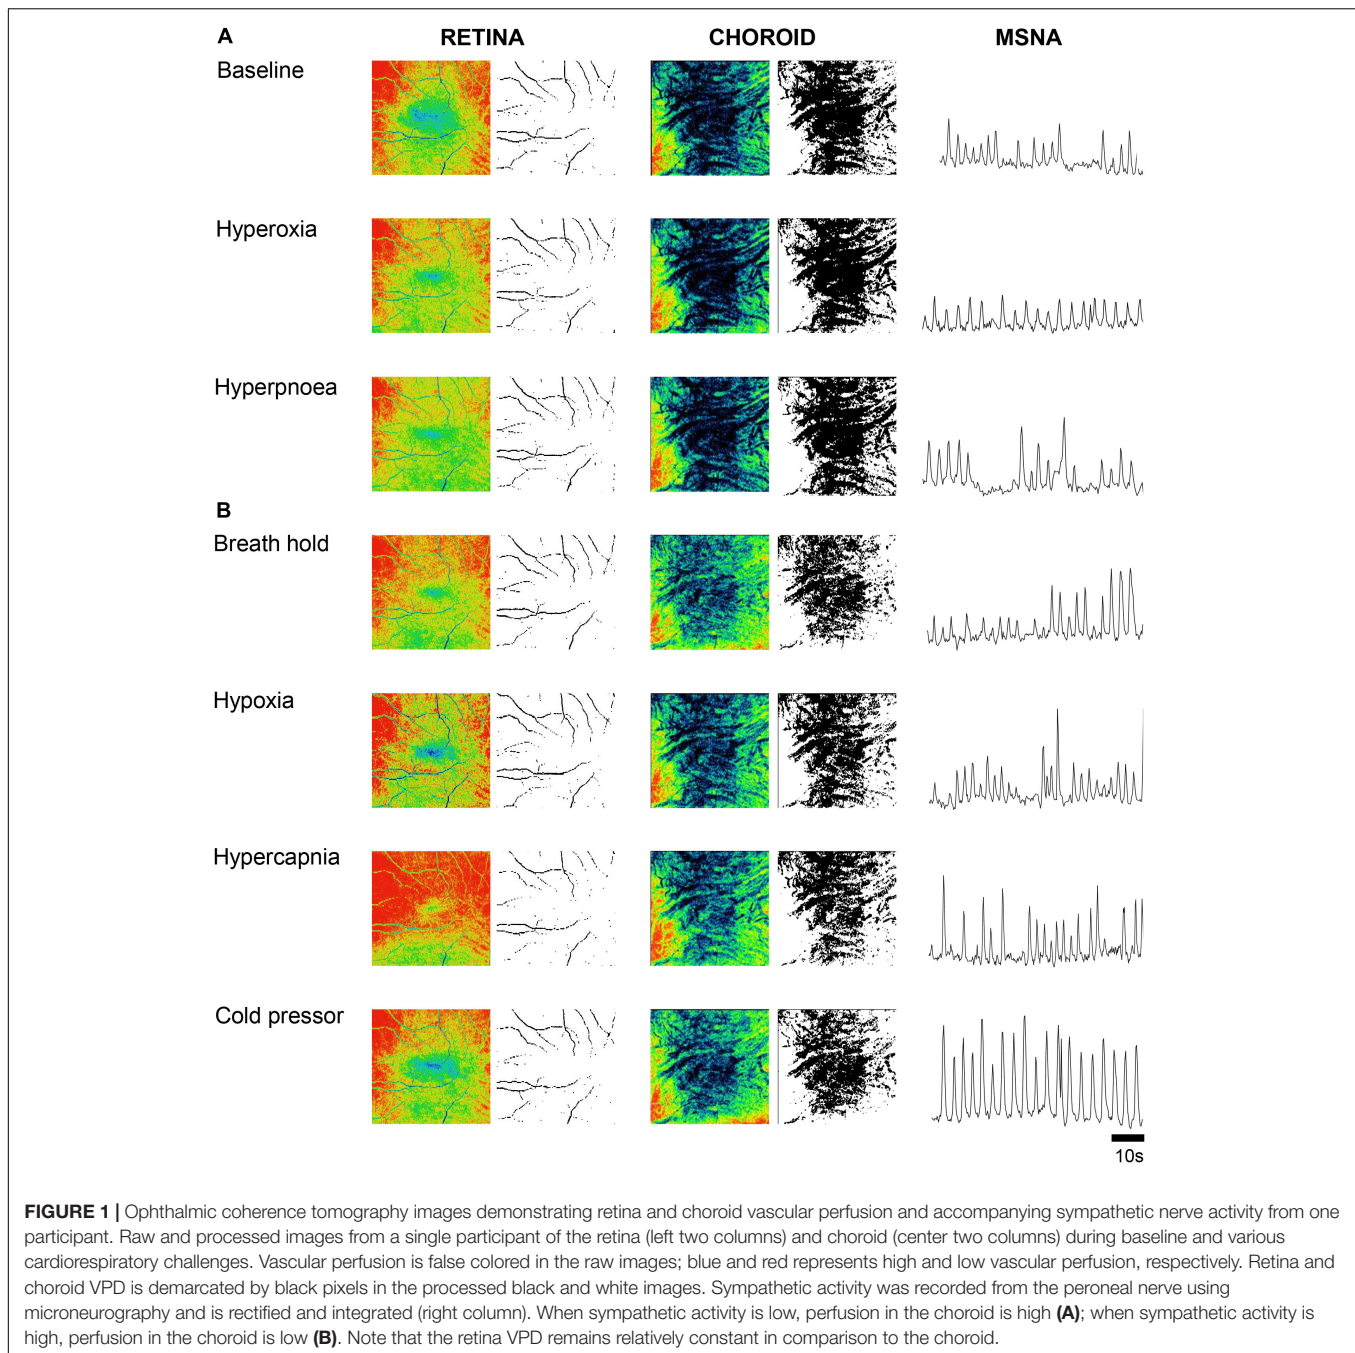 A
RETINA CHOROID MSNA
Baseline
Hyperoxia
Hyperpnoea
B
Breath hold
Hypoxia
Hypercapnia
Cold pressor
10s
FIGURE 1 | Ophthalmic coherence tomography images demonstrating retina and choroid vascular perfusion and accompanying sympathetic nerve activity from one
participant. Raw and processed images from a single participant of the retina (left two columns) and choroid (center two columns) during baseline and various
cardiorespiratory challenges. Vascular perfusion is false colored in the raw images; blue and red represents high and low vascular perfusion, respectively. Retina and
choroid VPD is demarcated by black pixels in the processed black and white images. Sympathetic activity was recorded from the peroneal nerve using
microneurography and is rectified and integrated (right column). When sympathetic activity is low, perfusion in the choroid is high (A); when sympathetic activity is
high, perfusion in the choroid is low (B). Note that the retina VPD remains relatively constant in comparison to the choroid.